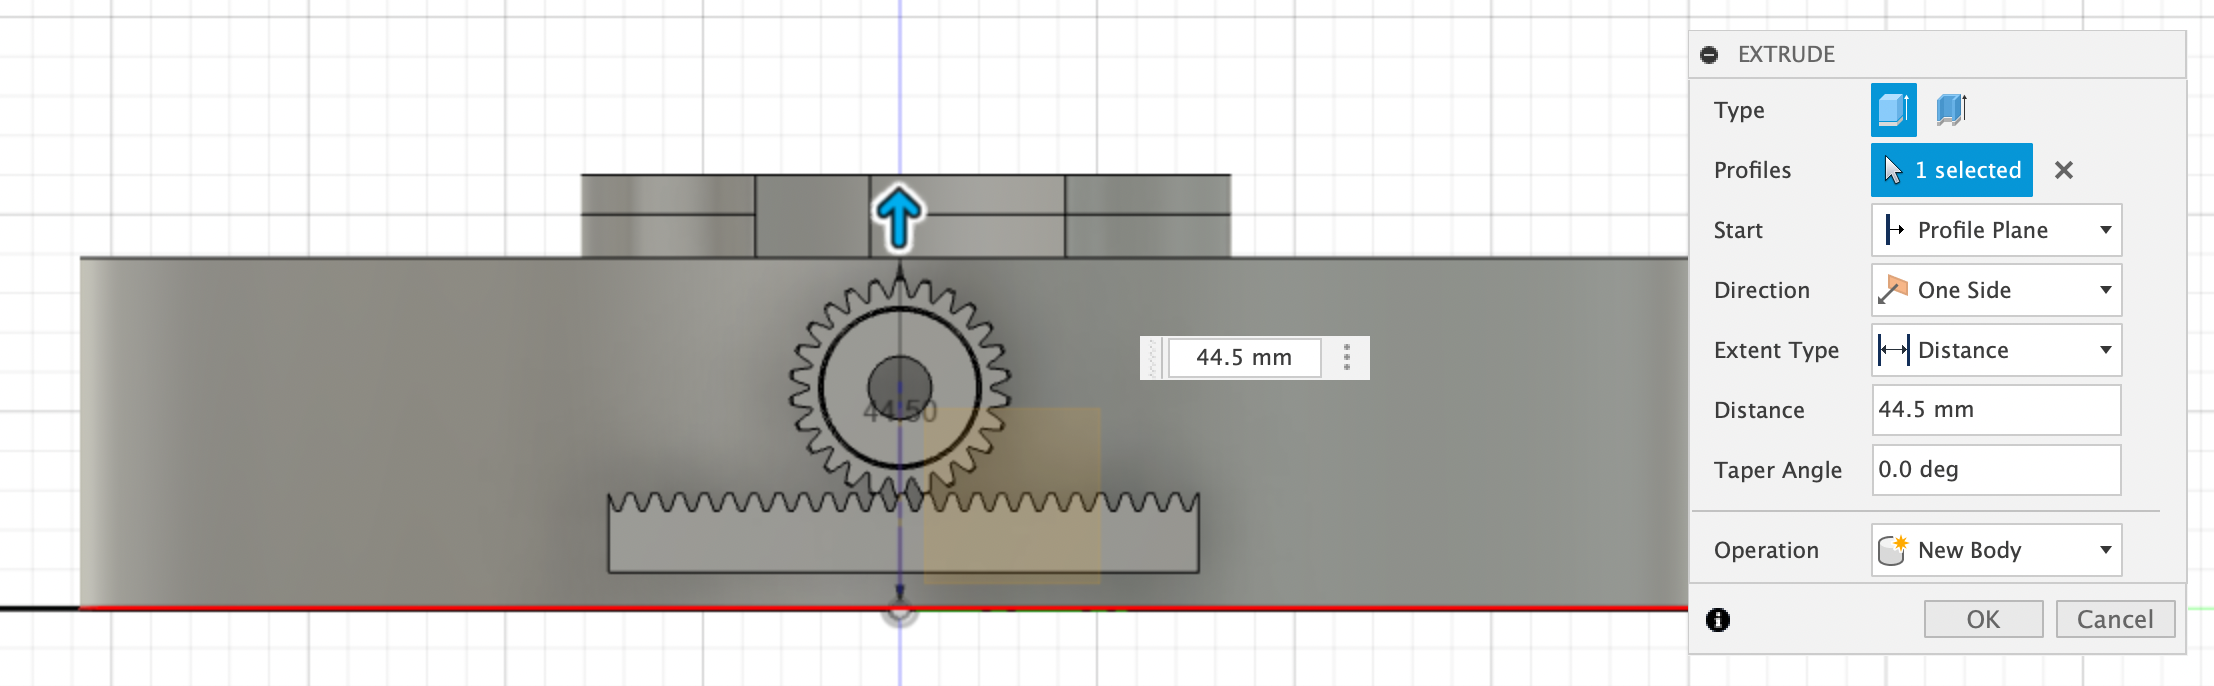 EXTRUDE
Type
Profiles 1 selected
Start Profile Plane
Direction One Side
Extent Type Distance
Distance 44.5 mm
Taper Angle 0.0 deg
Operation New Body
OK Cancel
44.5 mm
44.50